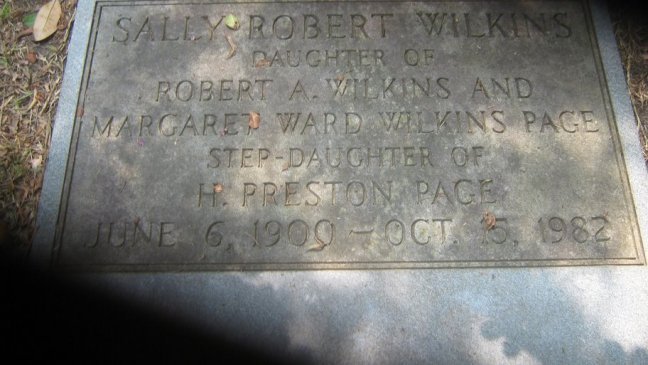 SALLY ROBERT WILKINS
DAUGHTER OF
ROBERT A. WILKINS AND
MARGARET WARD WILKINS PAGE
STEP-DAUGHTER OF
H. PRESTON PAGE
JUNE 6, 1909 – OCT. 15, 1982